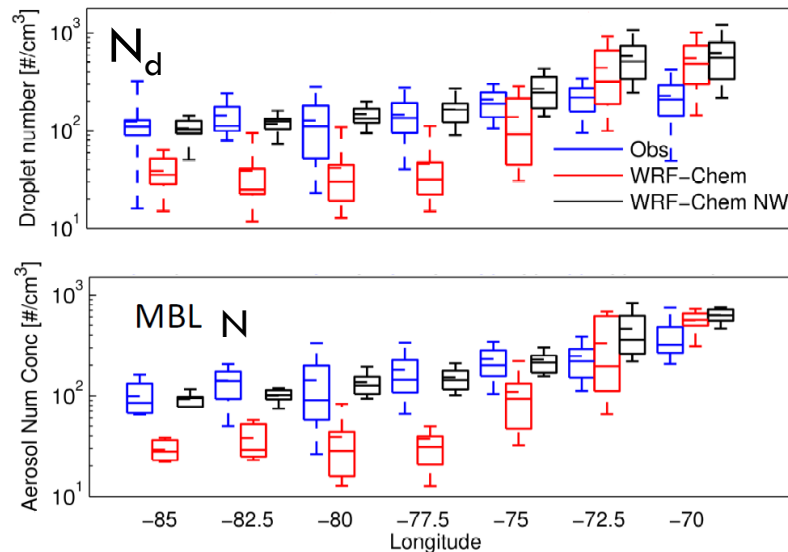 N_d
Droplet number [#/cm³]
10³
10²
10¹
Obs
WRF-Chem
WRF-Chem NW
MBL N
Aerosol Num Conc [#/cm³]
10³
10²
10¹
−85 −82.5 −80 −77.5 −75 −72.5 −70
Longitude